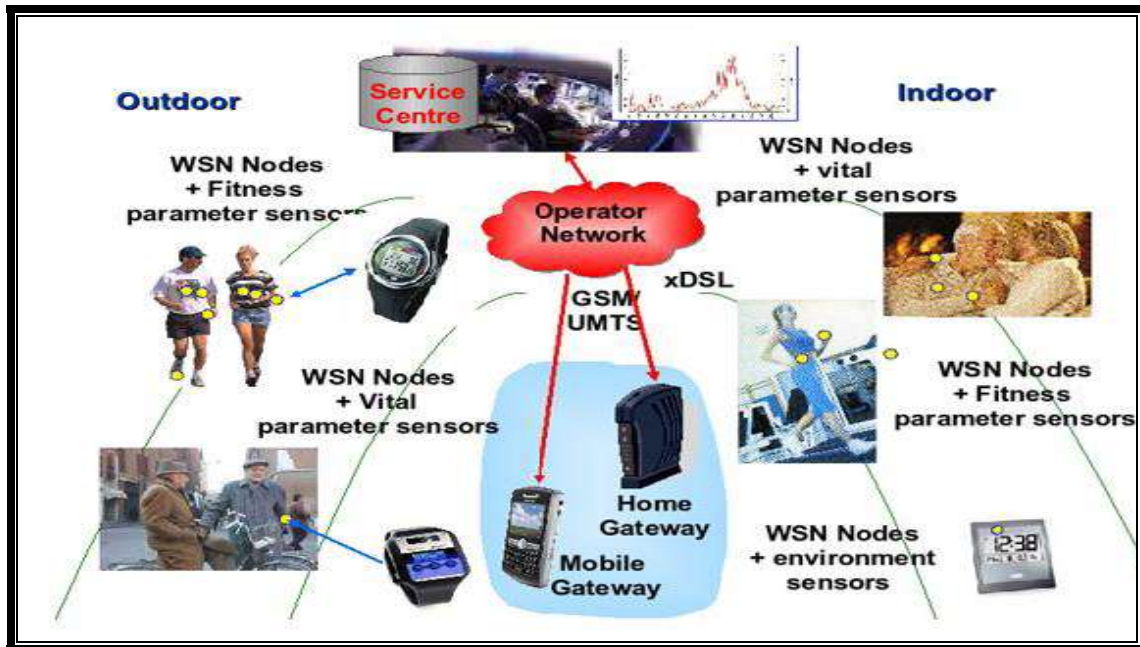 Outdoor
Service
Centre
Indoor
WSN Nodes
+ Fitness
parameter sensors
WSN Nodes
+ vital
parameter sensors
Operator
Network
xDSL
GSM/
UMTS
WSN Nodes
+ Vital
parameter sensors
WSN Nodes
+ Fitness
parameter sensors
Home
Gateway
Mobile
Gateway
WSN Nodes
+ environment
sensors
12:38